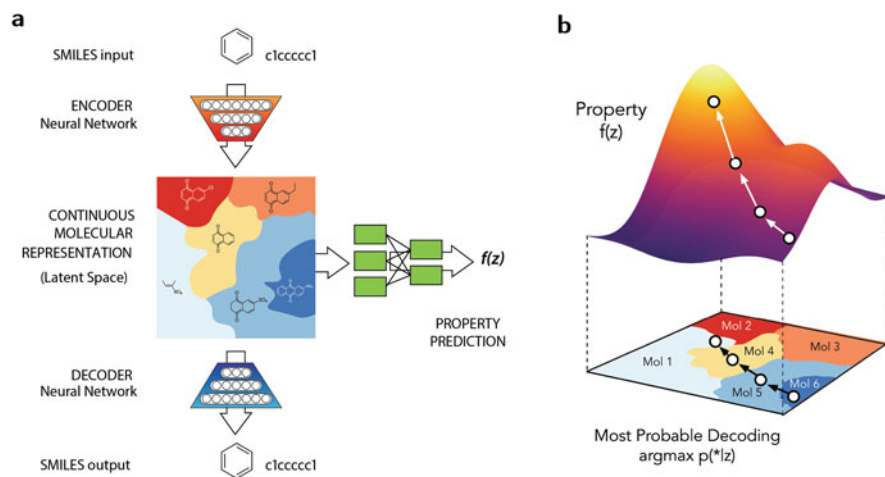 a
SMILES input
c1ccccc1
ENCODER
Neural Network
CONTINUOUS
MOLECULAR
REPRESENTATION
(Latent Space)
f(z)
PROPERTY
PREDICTION
DECODER
Neural Network
SMILES output
c1ccccc1
b
Property
f(z)
Mol 1
Mol 2
Mol 3
Mol 4
Mol 5
Mol 6
Most Probable Decoding
argmax p(*|z)